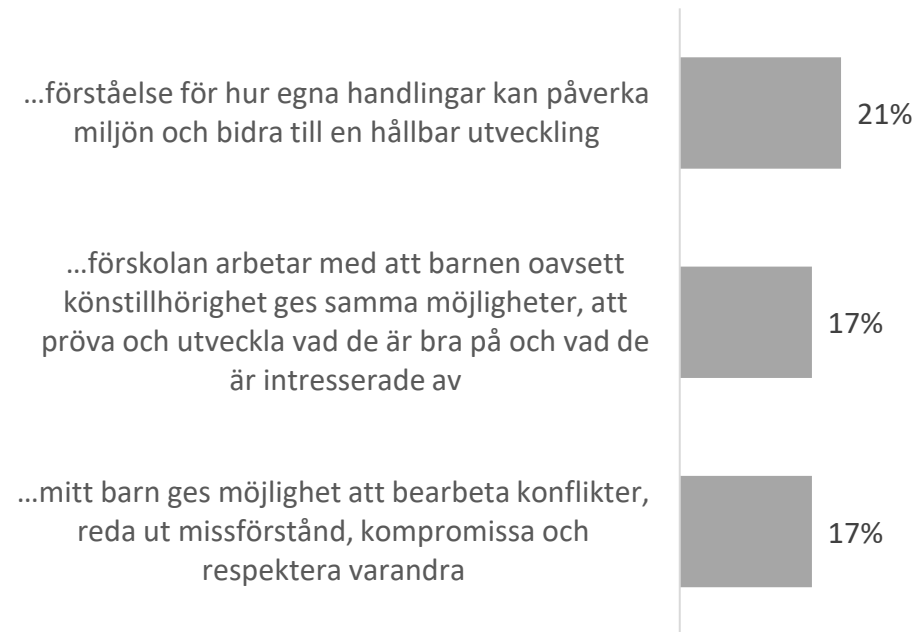 ...förståelse för hur egna handlingar kan påverka
miljön och bidra till en hållbar utveckling
21%
...förskolan arbetar med att barnen oavsett
könstillhörighet ges samma möjligheter, att
pröva och utveckla vad de är bra på och vad de
är intresserade av
17%
...mitt barn ges möjlighet att bearbeta konflikter,
reda ut missförstånd, kompromissa och
respektera varandra
17%